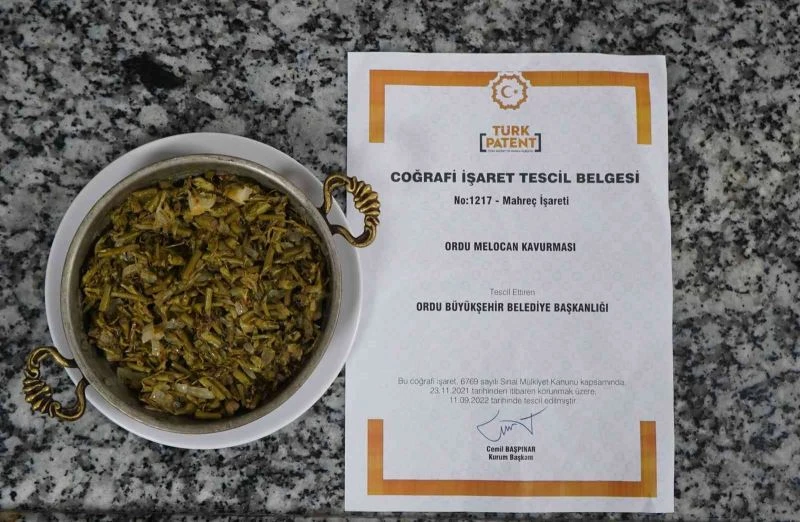 TÜRK
PATENT
COĞRAFİ İŞARET TESCİL BELGESİ
No:1217 - Mahreç İşareti
ORDU MELOCAN KAVURMASI
Tescil Ettiren
ORDU BÜYÜKŞEHİR BELEDİYE BAŞKANLIĞI
Bu coğrafi işaret, 6769 sayılı Sınai Mülkiyet Kanunu kapsamında,
23.11.2021 tarihinden itibaren korunmak üzere,
11.09.2022 tarihinde tescil edilmiştir.
Cemil BAŞPINAR
Kurum Başkanı